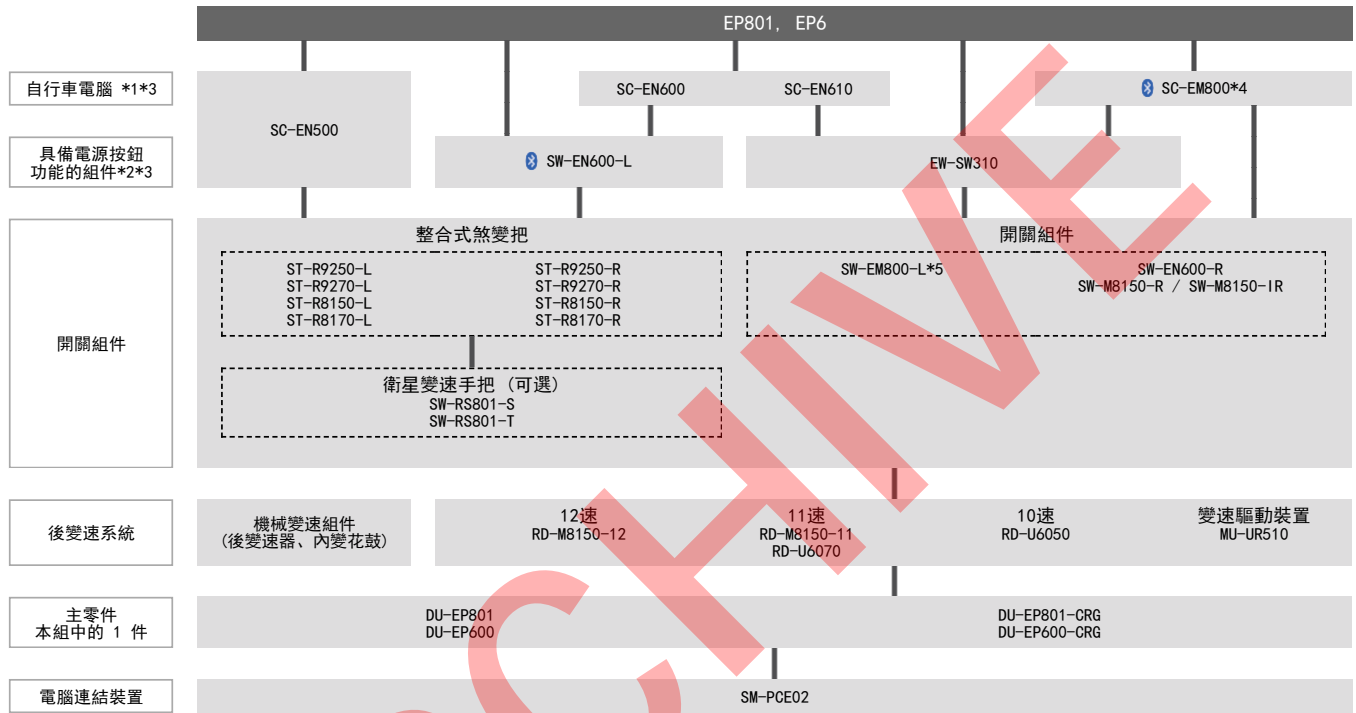 EP801, EP6
自行車電腦 *1*3
SC-EN500
SC-EN600
SC-EN610
SC-EM800*4
具備電源按鈕
功能的組件*2*3
SW-EN600-L
EW-SW310
開關組件
整合式煞變把
ST-R9250-L
ST-R9270-L
ST-R8150-L
ST-R8170-L
ST-R9250-R
ST-R9270-R
ST-R8150-R
ST-R8170-R
衛星變速手把 (可選)
SW-RS801-S
SW-RS801-T
開關組件
SW-EM800-L*5
SW-EN600-R
SW-M8150-R / SW-M8150-IR
後變速系統
機械變速組件
(後變速器、內變花鼓)
12速
RD-M8150-12
11速
RD-M8150-11
RD-U6070
10速
RD-U6050
變速驅動裝置
MU-UR510
主零件
本組中的 1 件
DU-EP801
DU-EP600
DU-EP801-CRG
DU-EP600-CRG
電腦連結裝置
SM-PCE02
CHIVE